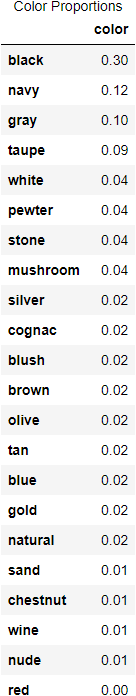 Color Proportions
color
black 0.30
navy 0.12
gray 0.10
taupe 0.09
white 0.04
pewter 0.04
stone 0.04
mushroom 0.04
silver 0.02
cognac 0.02
blush 0.02
brown 0.02
olive 0.02
tan 0.02
blue 0.02
gold 0.02
natural 0.02
sand 0.01
chestnut 0.01
wine 0.01
nude 0.01
red 0.00